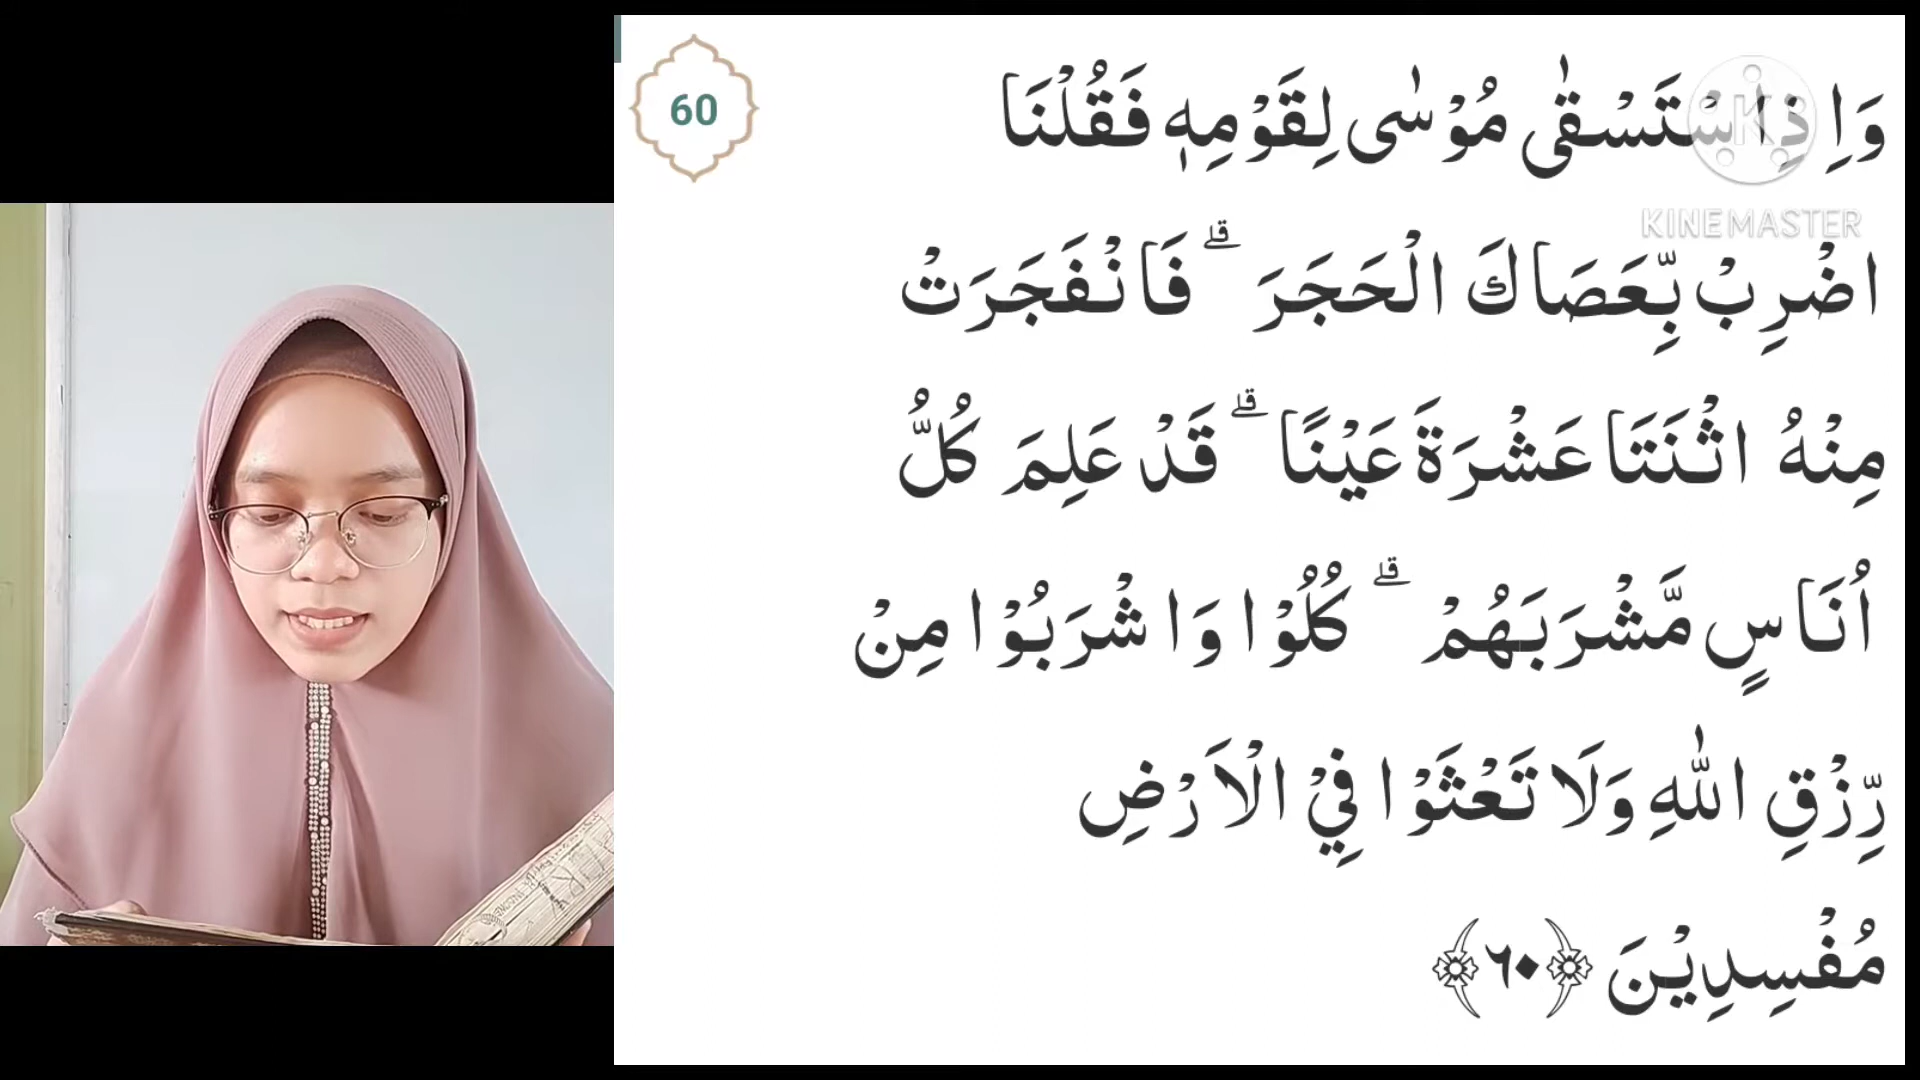 60
وَاِذِ اسْتَسْقٰى مُوْسٰى لِقَوْمِهٖ فَقُلْنَا
اضْرِبْ بِّعَصَاكَ الْحَجَرَ ۗ فَانْفَجَرَتْ
مِنْهُ اثْنَتَا عَشْرَةَ عَيْنًا ۗ قَدْ عَلِمَ كُلُّ
اُنَاسٍ مَّشْرَبَهُمْ ۗ كُلُوْا وَاشْرَبُوْا مِنْ
رِّزْقِ اللّٰهِ وَلَا تَعْثَوْا فِى الْاَرْضِ
مُفْسِدِيْنَ ﴿٦٠﴾
KINEMASTER